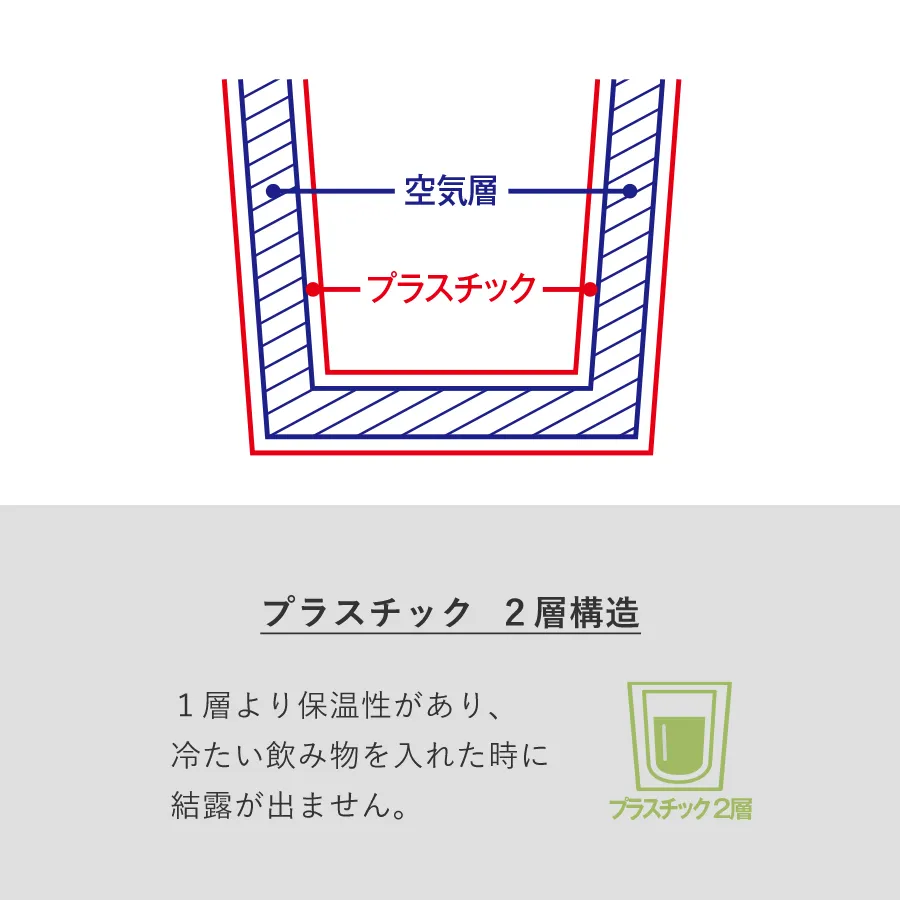 空気層
プラスチック
プラスチック ２層構造
１層より保温性があり、
冷たい飲み物を入れた時に
結露が出ません。
プラスチック2層